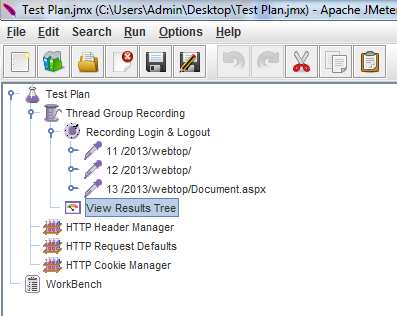 Test Plan.jmx (C:\Users\Admin\Desktop\Test Plan.jmx) - Apache JMete
File Edit Search Run Options Help
Test Plan
Thread Group Recording
Recording Login & Logout
11 /2013/webtop/
12 /2013/webtop/
13 /2013/webtop/Document.aspx
View Results Tree
HTTP Header Manager
HTTP Request Defaults
HTTP Cookie Manager
WorkBench